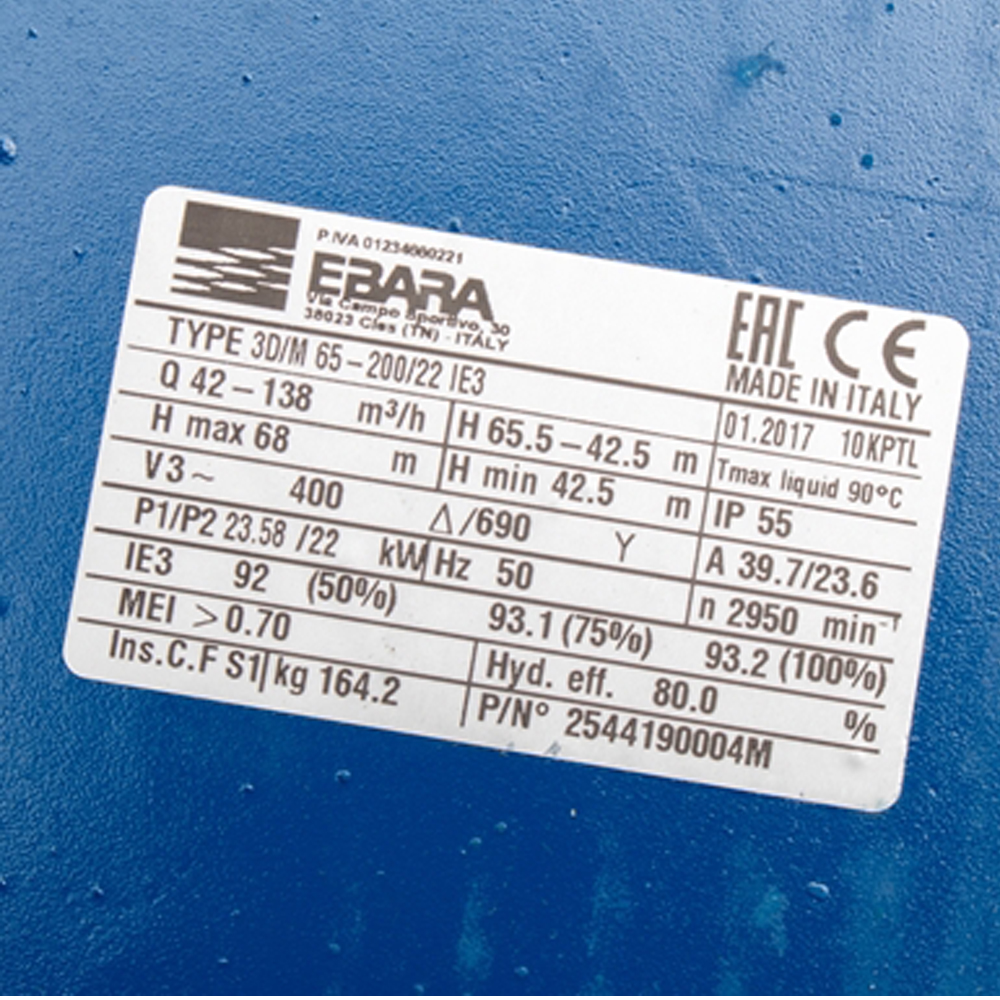 P.IVA 01234660221
EBARA
Via Campo Sportivo, 30
38023 Cles (TN) - ITALY
EAC CE
MADE IN ITALY
TYPE 3D/M 65-200/22 IE3
01.2017 10KPTL
Q 42-138 m³/h H 65.5-42.5 m Tmax liquid 90°C
H max 68 m H min 42.5 m IP 55
V3~ 400 Δ/690 Y A 39.7/23.6
P1/P2 23.58 /22 kW Hz 50 n 2950 min⁻¹
IE3 92 (50%) 93.1 (75%) 93.2 (100%)
MEI >0.70 Hyd. eff. 80.0 %
Ins.C.F S1 kg 164.2 P/N° 2544190004M